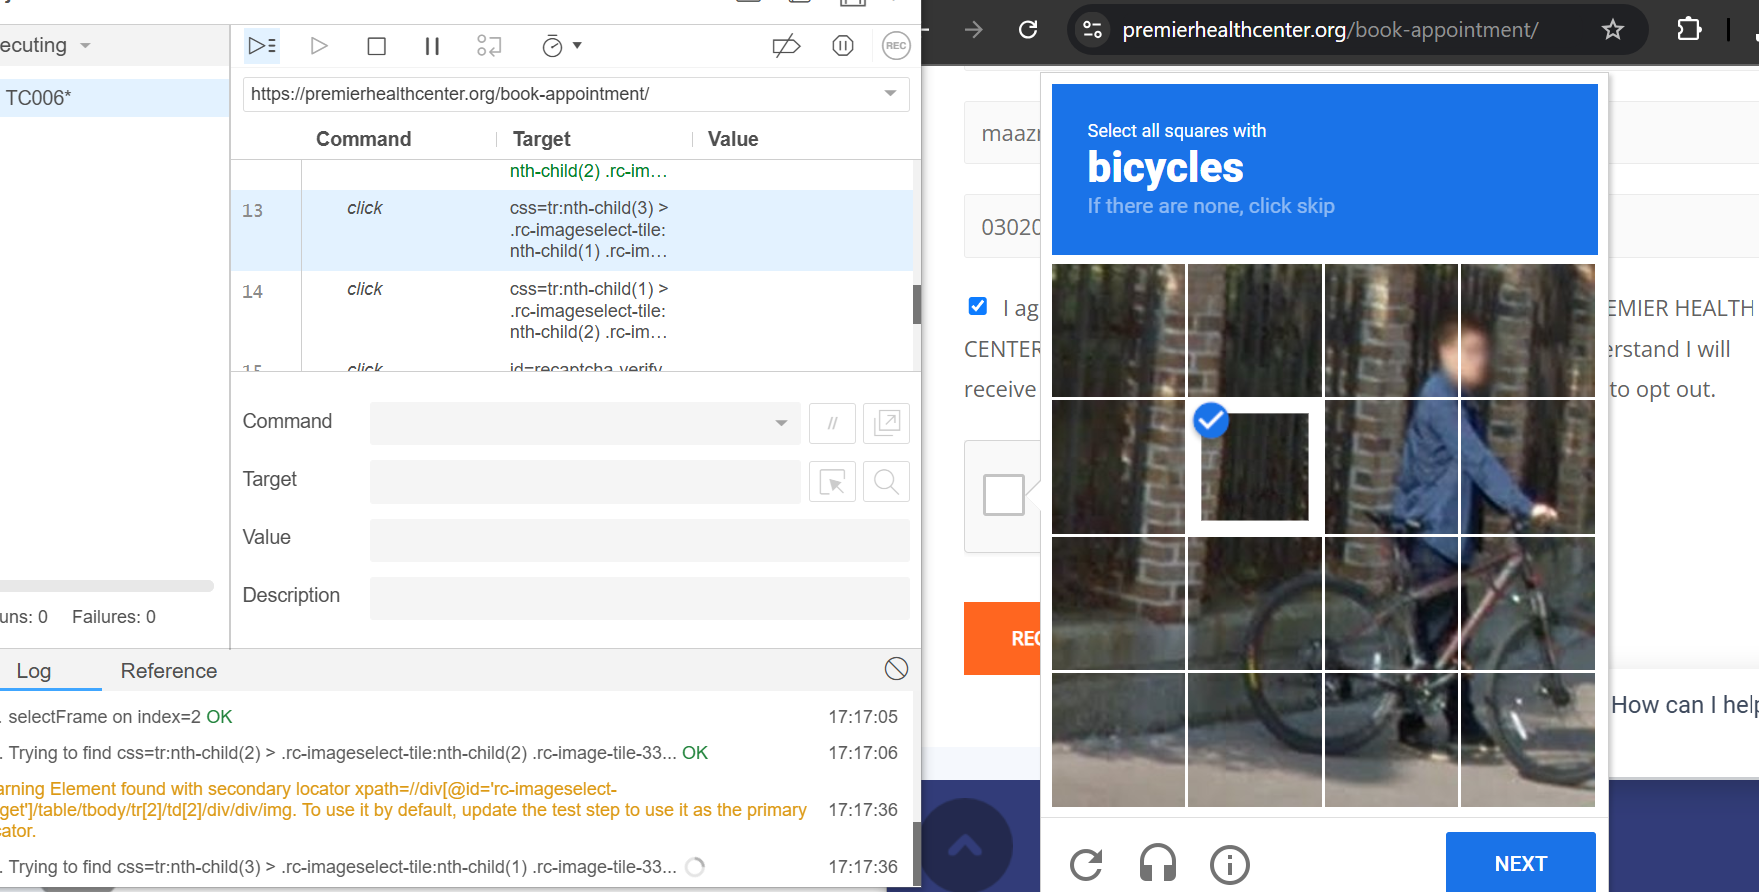 ecuting
TC006*
uns: 0 Failures: 0
REC
https://premierhealthcenter.org/book-appointment/
Command Target Value
nth-child(2) .rc-im...
13 click css=tr:nth-child(3) >
.rc-imageselect-tile:
nth-child(1) .rc-im...
14 click css=tr:nth-child(1) >
.rc-imageselect-tile:
nth-child(2) .rc-im...
15 click id=recaptcha-verify
Command
//
Target
Value
Description
Log Reference
. selectFrame on index=2 OK 17:17:05
. Trying to find css=tr:nth-child(2) > .rc-imageselect-tile:nth-child(2) .rc-image-tile-33... OK 17:17:06
arning Element found with secondary locator xpath=//div[@id='rc-imageselect-
get']/table/tbody/tr[2]/td[2]/div/div/img. To use it by default, update the test step to use it as the primary 17:17:36
cator.
. Trying to find css=tr:nth-child(3) > .rc-imageselect-tile:nth-child(1) .rc-image-tile-33... 17:17:36
premierhealthcenter.org/book-appointment/
maazr
0302
I ag
EMIER HEALTH
CENTER
erstand I will
receive
to opt out.
REC
Select all squares with
bicycles
If there are none, click skip
NEXT
How can I help